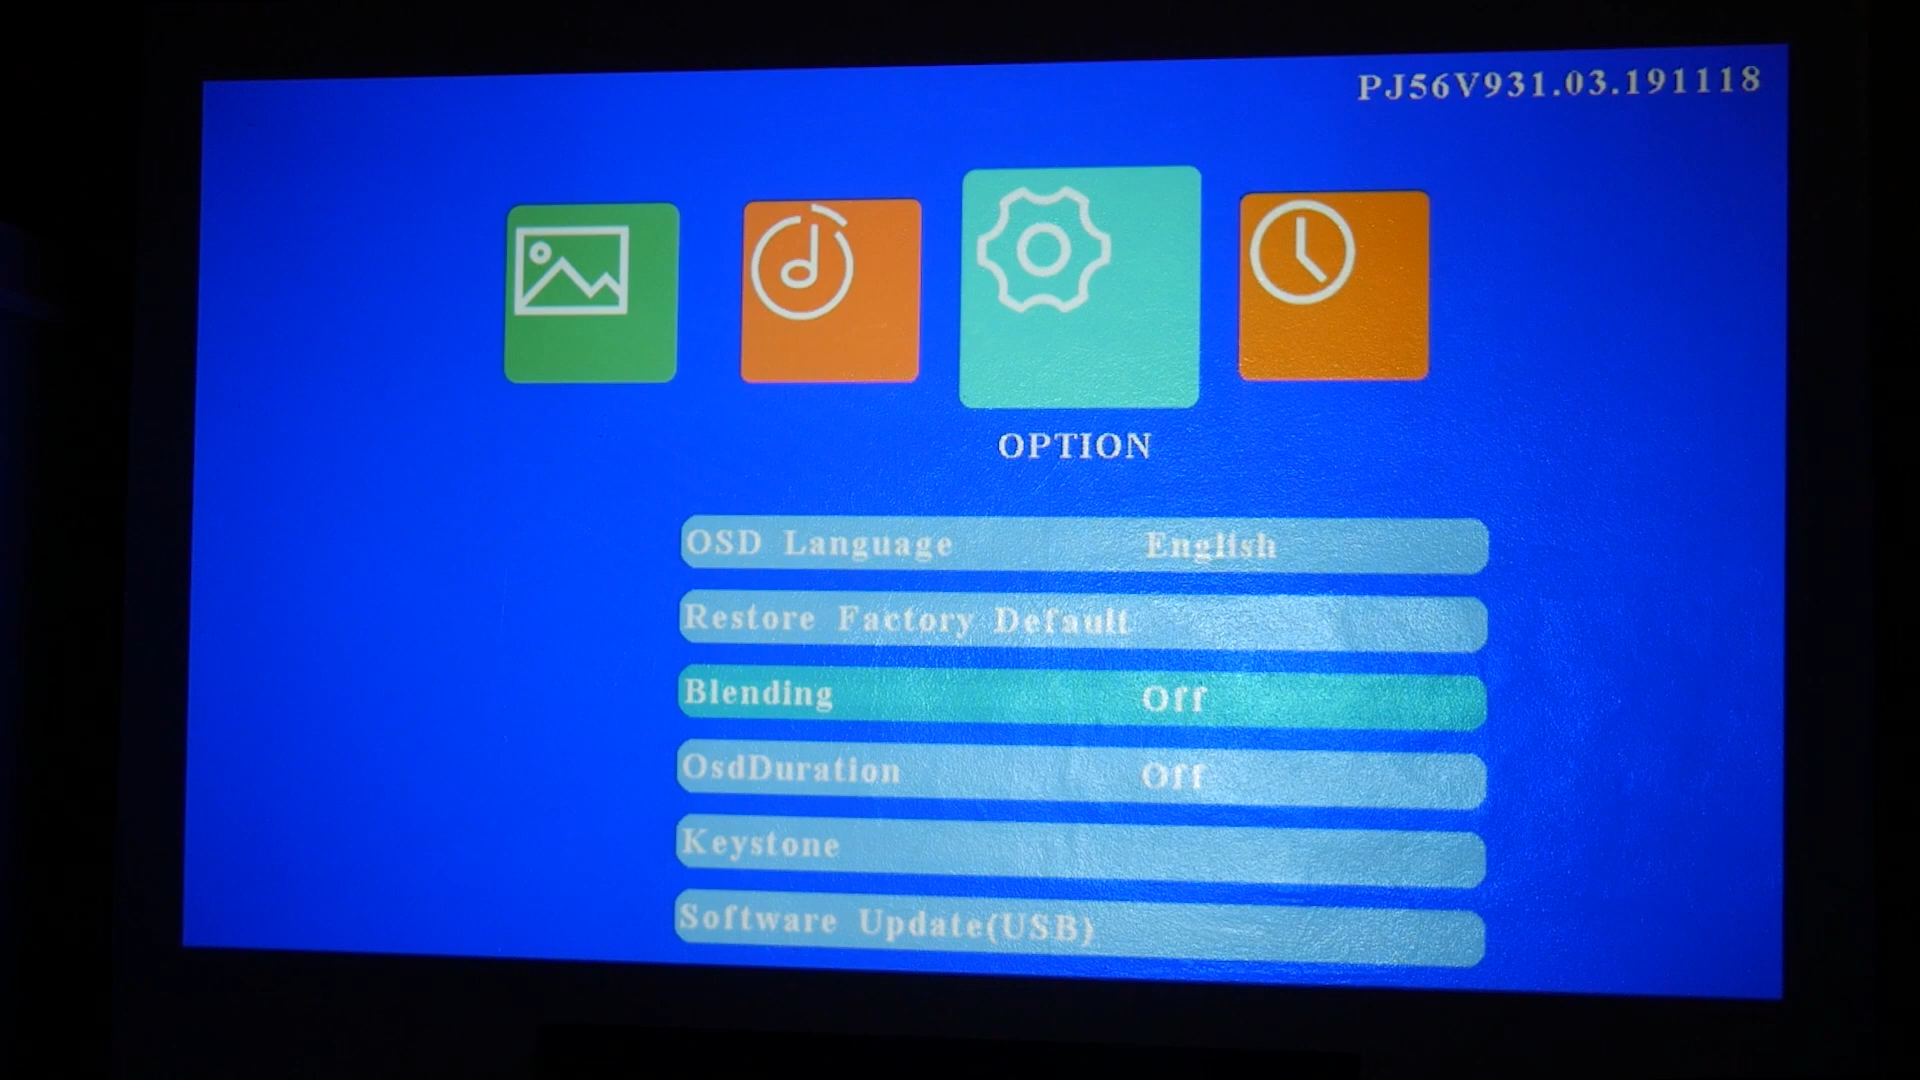 PJ56V931.03.191118
OPTION
OSD Language English
Restore Factory Default
Blending Off
OsdDuration Off
Keystone
Software Update(USB)